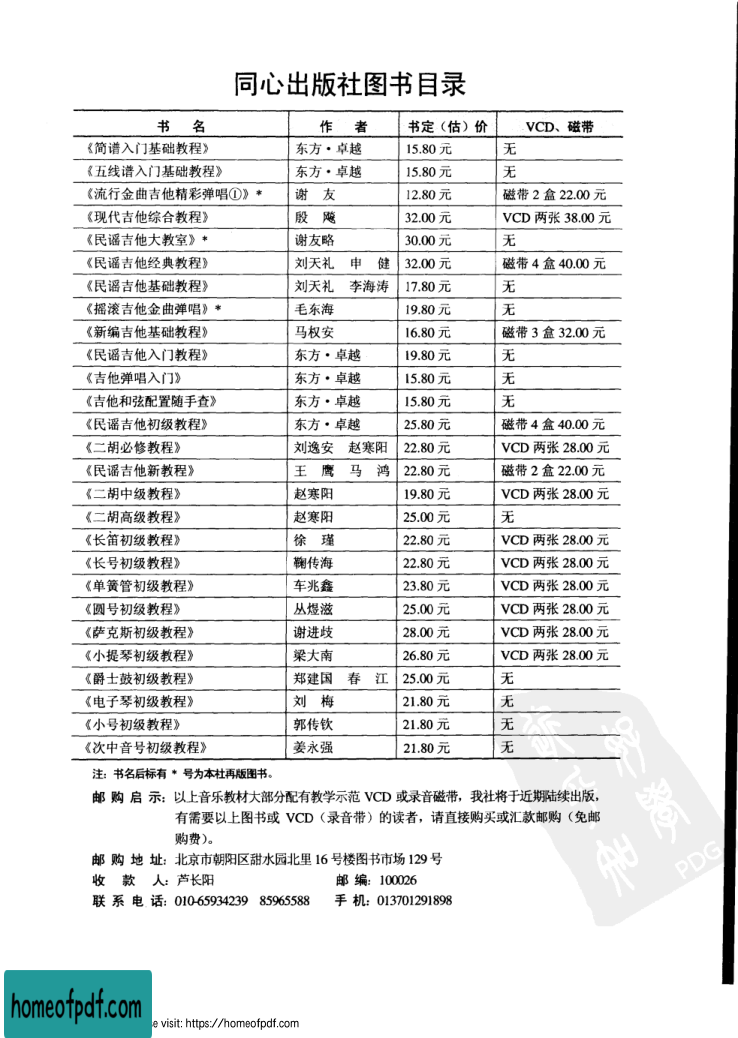 同心出版社图书目录
书 名 作 者 书定（估）价 VCD、磁带
《简谱入门基础教程》 东方·卓越 15.80 元 无
《五线谱入门基础教程》 东方·卓越 15.80 元 无
《流行金曲吉他精彩弹唱①》* 谢 友 12.80 元 磁带 2 盒 22.00 元
《现代吉他综合教程》 殷 飚 32.00 元 VCD 两张 38.00 元
《民谣吉他大教室》* 谢友略 30.00 元 无
《民谣吉他经典教程》 刘天礼 申 健 32.00 元 磁带 4 盒 40.00 元
《民谣吉他基础教程》 刘天礼 李海涛 17.80 元 无
《摇滚吉他金曲弹唱》* 毛东海 19.80 元 无
《新编吉他基础教程》 马权安 16.80 元 磁带 3 盒 32.00 元
《民谣吉他入门教程》 东方·卓越 19.80 元 无
《吉他弹唱入门》 东方·卓越 15.80 元 无
《吉他和弦配置随手查》 东方·卓越 15.80 元 无
《民谣吉他初级教程》 东方·卓越 25.80 元 磁带 4 盒 40.00 元
《二胡必修教程》 刘逸安 赵寒阳 22.80 元 VCD 两张 28.00 元
《民谣吉他新教程》 王 鹰 马 鸿 22.80 元 磁带 2 盒 22.00 元
《二胡中级教程》 赵寒阳 19.80 元 VCD 两张 28.00 元
《二胡高级教程》 赵寒阳 25.00 元 无
《长笛初级教程》 徐 瑾 22.80 元 VCD 两张 28.00 元
《长号初级教程》 鞠传海 22.80 元 VCD 两张 28.00 元
《单簧管初级教程》 车兆鑫 23.80 元 VCD 两张 28.00 元
《圆号初级教程》 丛煜滋 25.00 元 VCD 两张 28.00 元
《萨克斯初级教程》 谢进歧 28.00 元 VCD 两张 28.00 元
《小提琴初级教程》 梁大南 26.80 元 VCD 两张 28.00 元
《爵士鼓初级教程》 郑建国 春 江 25.00 元 无
《电子琴初级教程》 刘 梅 21.80 元 无
《小号初级教程》 郭传钦 21.80 元 无
《次中音号初级教程》 姜永强 21.80 元 无
注：书名后标有 * 号为本社再版图书。
邮 购 启 示：以上音乐教材大部分配有教学示范 VCD 或录音磁带，我社将于近期陆续出版，
有需要以上图书或 VCD（录音带）的读者，请直接购买或汇款邮购（免邮
购费）。
邮 购 地 址：北京市朝阳区甜水园北里 16 号楼图书市场 129 号
收 款 人：芦长阳 邮 编：100026
联 系 电 话：010-65934239 85965588 手 机：013701291898
PDG
homeofpdf.com
se visit: https://homeofpdf.com